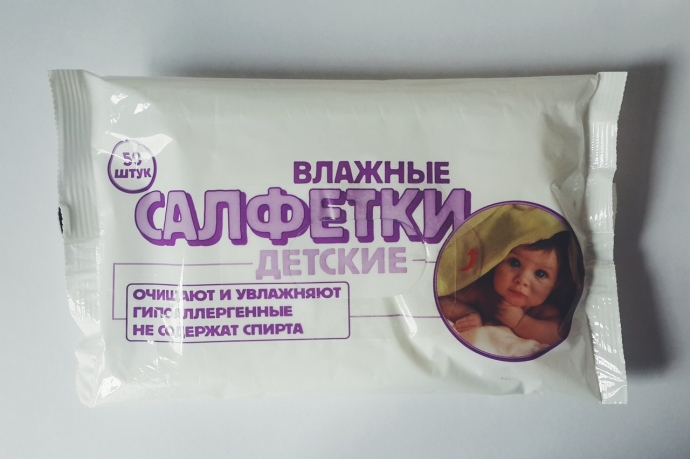 50
ШТУК
ВЛАЖНЫЕ
САЛФЕТКИ
ДЕТСКИЕ
ОЧИЩАЮТ И УВЛАЖНЯЮТ
ГИПОАЛЛЕРГЕННЫЕ
НЕ СОДЕРЖАТ СПИРТА